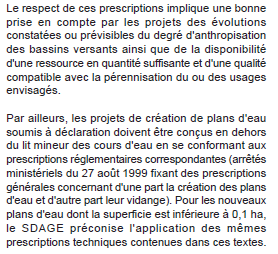 Le respect de ces prescriptions implique une bonne
prise en compte par les projets des évolutions
constatées ou prévisibles du degré d'anthropisation
des bassins versants ainsi que de la disponibilité
d'une ressource en quantité suffisante et d'une qualité
compatible avec la pérennisation du ou des usages
envisagés.

Par ailleurs, les projets de création de plans d'eau
soumis à déclaration doivent être conçus en dehors
du lit mineur des cours d'eau en se conformant aux
prescriptions réglementaires correspondantes (arrêtés
ministériels du 27 août 1999 fixant des prescriptions
générales concernant d'une part la création des plans
d'eau et d'autre part leur vidange). Pour les nouveaux
plans d'eau dont la superficie est inférieure à 0,1 ha,
le SDAGE préconise l'application des mêmes
prescriptions techniques contenues dans ces textes.